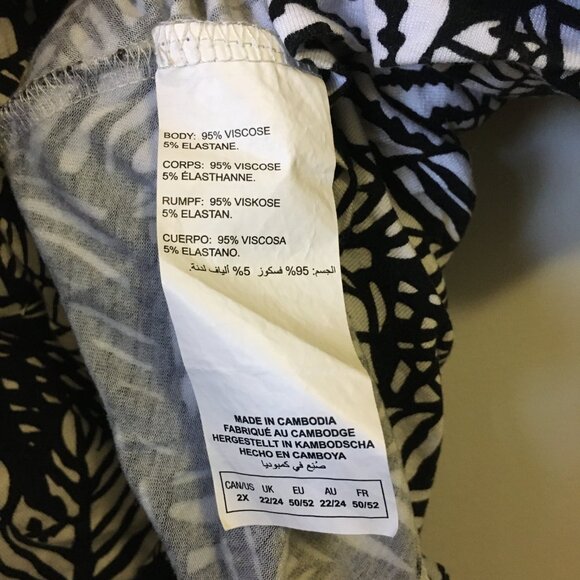 BODY: 95% VISCOSE
5% ELASTANE.
CORPS: 95% VISCOSE
5% ÉLASTHANNE.
RUMPF: 95% VISKOSE
5% ELASTAN.
CUERPO: 95% VISCOSA
5% ELASTANO.
الجسم: 95% فسكوز 5% ألياف لدنة.
MADE IN CAMBODIA
FABRIQUÉ AU CAMBODGE
HERGESTELLT IN KAMBODSCHA
HECHO EN CAMBOYA
صُنِع في كمبوديا
CAN/US UK EU AU FR
2X 22/24 50/52 22/24 50/52